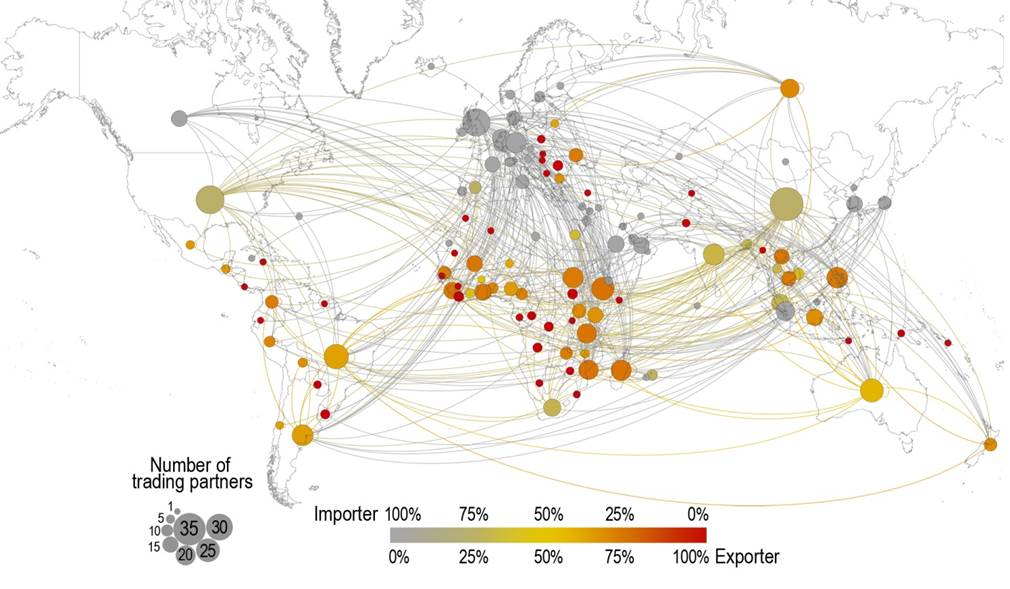 Number of
trading partners
1
5
10
15
35
30
20
25
Importer 100% 75% 50% 25% 0%
0% 25% 50% 75% 100% Exporter